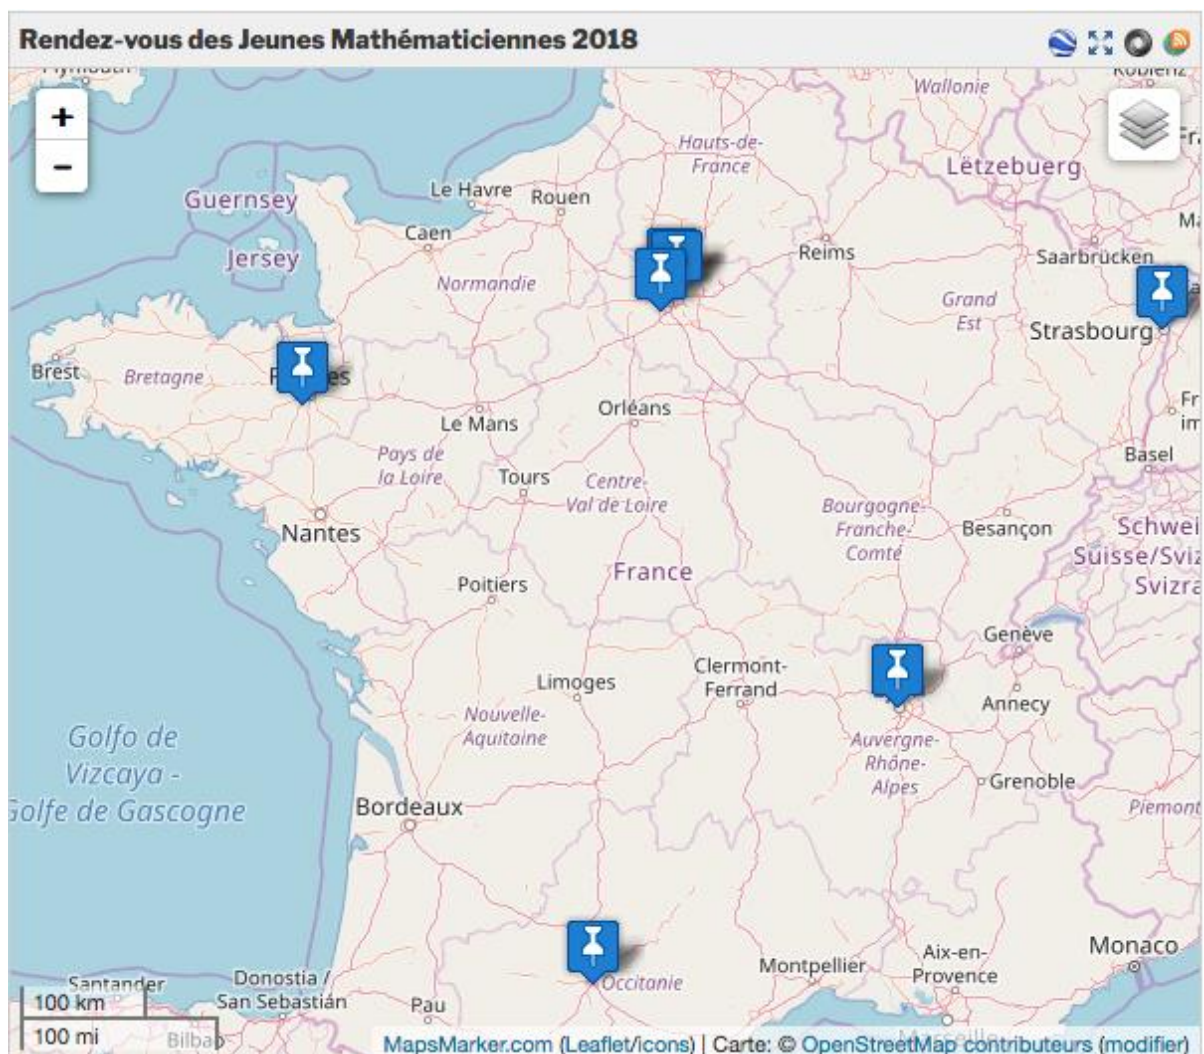 Rendez-vous des Jeunes Mathématiciennes 2018
Plymouth
Koblenz
+
−
Wallonie
Hauts-de-
France
Lëtzebuerg
Guernsey
Le Havre
Rouen
Caen
Jersey
Reims
Saarbrücken
Normandie
Grand
Est
Strasbourg
Brest
Bretagne
Orléans
Le Mans
Pays de
la Loire
Basel
Tours
Centre-
Val de Loire
Bourgogne-
Franche-
Comté
Besançon
Nantes
Schwei
Suisse/Sviz
Svizra
France
Poitiers
Genève
Clermont-
Ferrand
Limoges
Annecy
Nouvelle-
Aquitaine
Auvergne-
Rhône-
Alpes
Golfo de
Vizcaya -
Golfe de Gascogne
Grenoble
Piemont
Bordeaux
Monaco
Aix-en-
Provence
Montpellier
Occitanie
Santander
Donostia /
San Sebastián
100 km
Pau
100 mi
Bilba
Marseille
MapsMarker.com (Leaflet/icons) | Carte: © OpenStreetMap contributeurs (modifier)